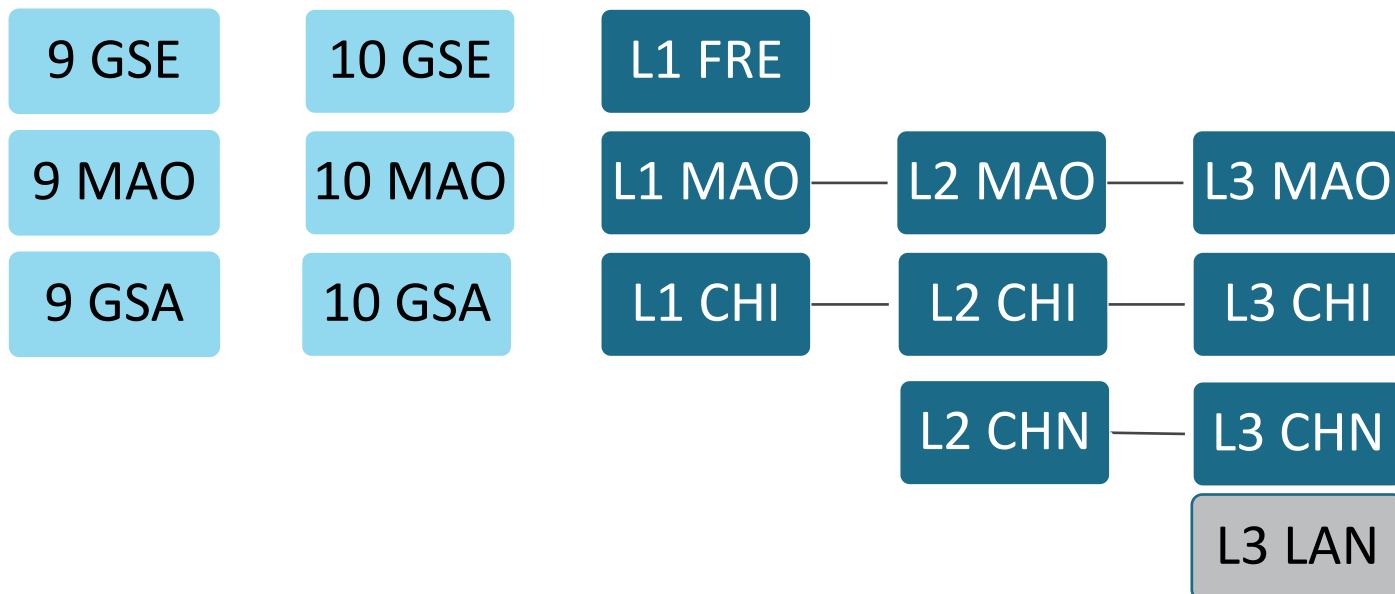 9 GSE 10 GSE L1 FRE
9 MAO 10 MAO L1 MAO L2 MAO L3 MAO
9 GSA 10 GSA L1 CHI L2 CHI L3 CHI
L2 CHN L3 CHN
L3 LAN